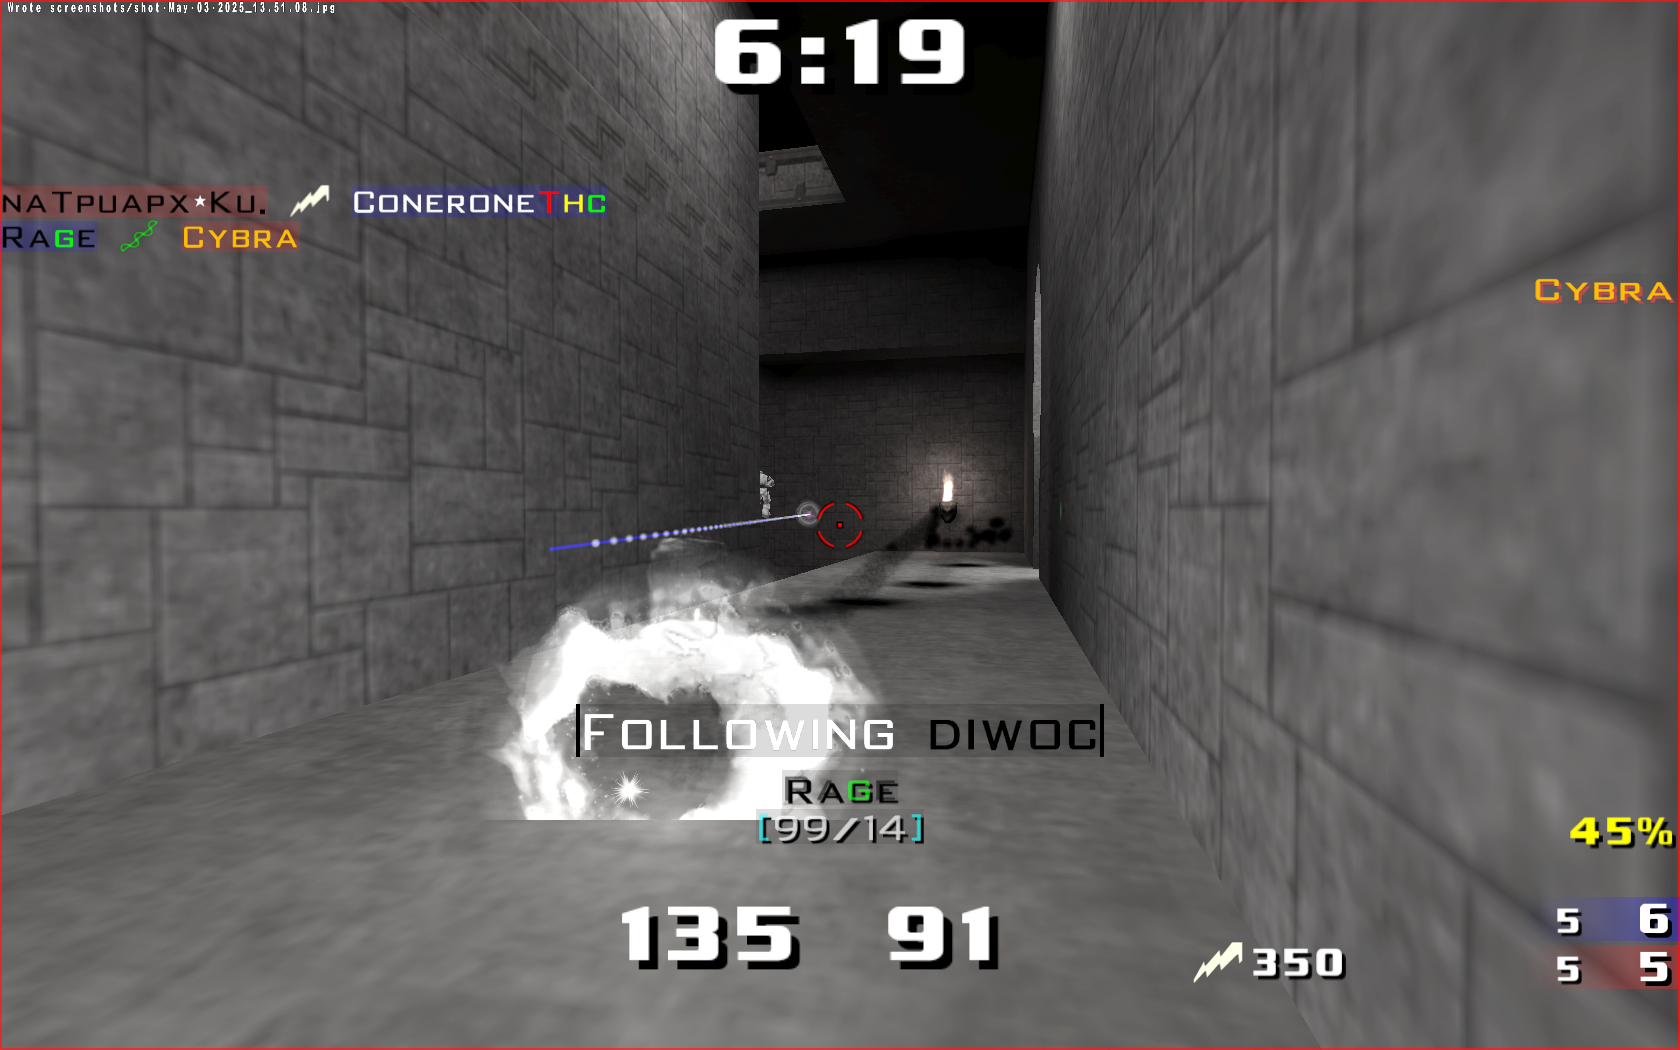 Wrote screenshots/shot-May-03-2025_13.51.08.jpg
6:19
naTpuapx★Ku. ConeroneThc
Rage Cybra
Cybra
Following diwoc
Rage
[99/14]
45%
135 91
350
5 6
5 5